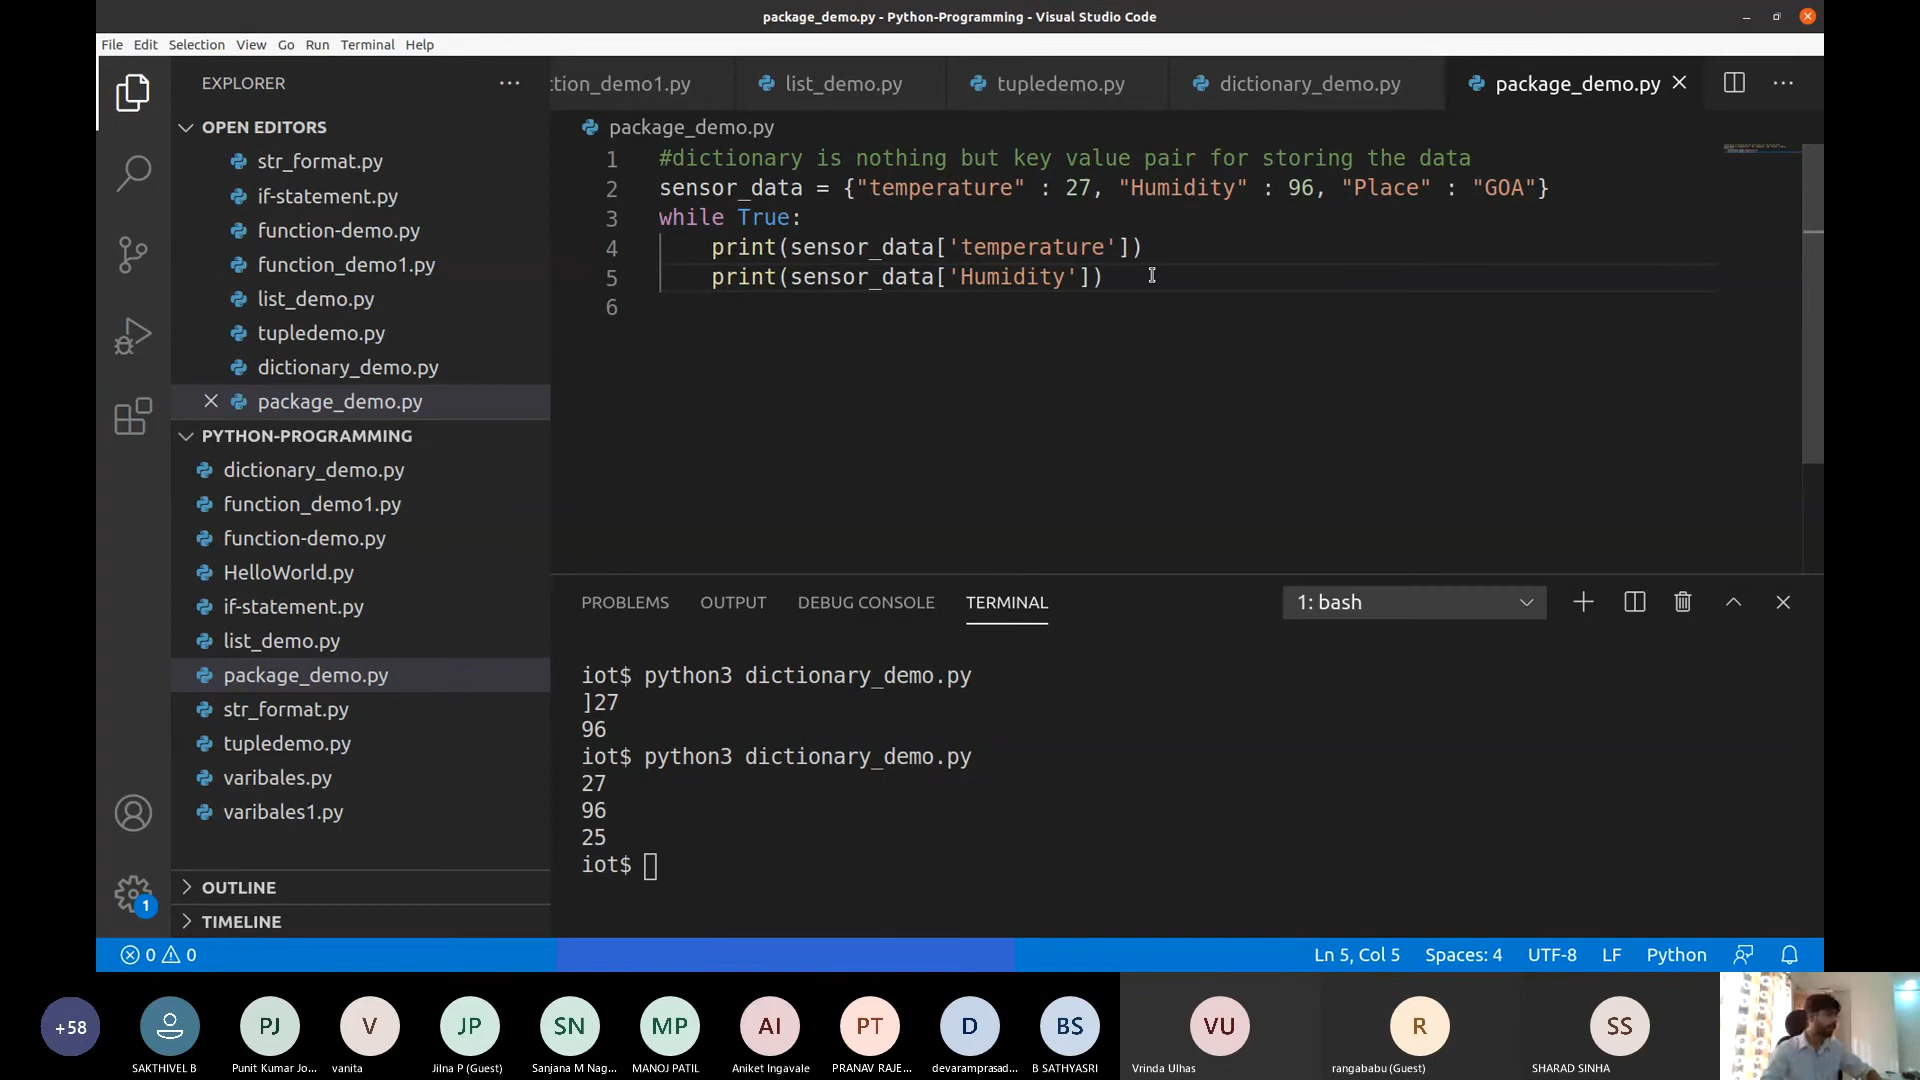 package_demo.py - Python-Programming - Visual Studio Code
File Edit Selection View Go Run Terminal Help
EXPLORER
OPEN EDITORS
str_format.py
if-statement.py
function-demo.py
function_demo1.py
list_demo.py
tupledemo.py
dictionary_demo.py
package_demo.py
PYTHON-PROGRAMMING
dictionary_demo.py
function_demo1.py
function-demo.py
HelloWorld.py
if-statement.py
list_demo.py
package_demo.py
str_format.py
tupledemo.py
varibales.py
varibales1.py
OUTLINE
TIMELINE
1
ction_demo1.py list_demo.py tupledemo.py dictionary_demo.py package_demo.py
package_demo.py
1 #dictionary is nothing but key value pair for storing the data
2 sensor_data = {"temperature" : 27, "Humidity" : 96, "Place" : "GOA"}
3 while True:
4 print(sensor_data['temperature'])
5 print(sensor_data['Humidity'])
6
PROBLEMS OUTPUT DEBUG CONSOLE TERMINAL 1: bash
iot$ python3 dictionary_demo.py
]27
96
iot$ python3 dictionary_demo.py
27
96
25
iot$
0 0 Ln 5, Col 5 Spaces: 4 UTF-8 LF Python
+58 PJ V JP SN MP AI PT D BS VU R SS
SAKTHIVEL B Punit Kumar Jo... vanita Jilna P (Guest) Sanjana M Nag... MANOJ PATIL Aniket Ingavale PRANAV RAJE... devaramprasad... B SATHYASRI Vrinda Ulhas rangababu (Guest) SHARAD SINHA